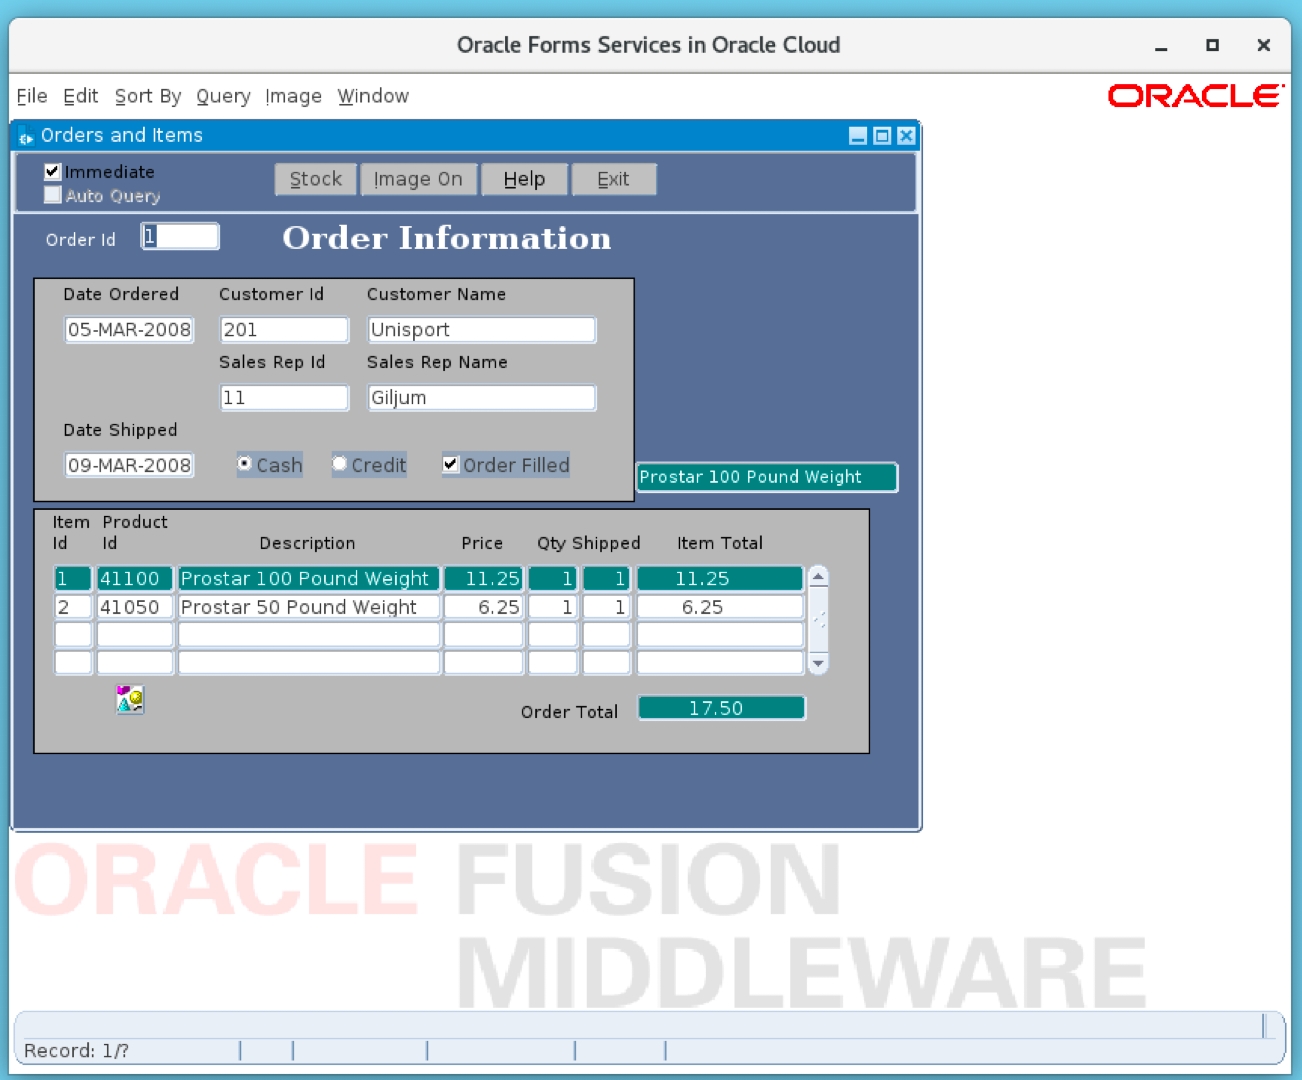 Oracle Forms Services in Oracle Cloud
File Edit Sort By Query Image Window
ORACLE
Orders and Items
Immediate
Auto Query
Stock Image On Help Exit
Order Id 1 Order Information
Date Ordered Customer Id Customer Name
05-MAR-2008 201 Unisport
Sales Rep Id Sales Rep Name
11 Giljum
Date Shipped
09-MAR-2008 Cash Credit Order Filled
Prostar 100 Pound Weight
Item Product
Id Id Description Price Qty Shipped Item Total
1 41100 Prostar 100 Pound Weight 11.25 1 1 11.25
2 41050 Prostar 50 Pound Weight 6.25 1 1 6.25
Order Total 17.50
ORACLE FUSION
MIDDLEWARE
Record: 1/?